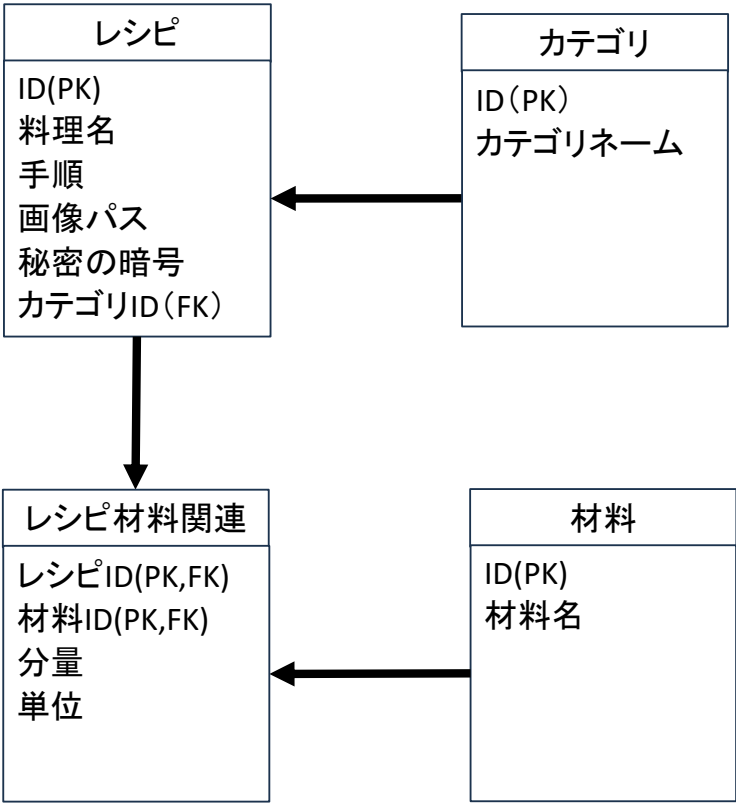 レシピ
ID(PK)
料理名
手順
画像パス
秘密の暗号
カテゴリID（FK）
カテゴリ
ID（PK）
カテゴリネーム
レシピ材料関連
レシピID(PK,FK)
材料ID(PK,FK)
分量
単位
材料
ID(PK)
材料名